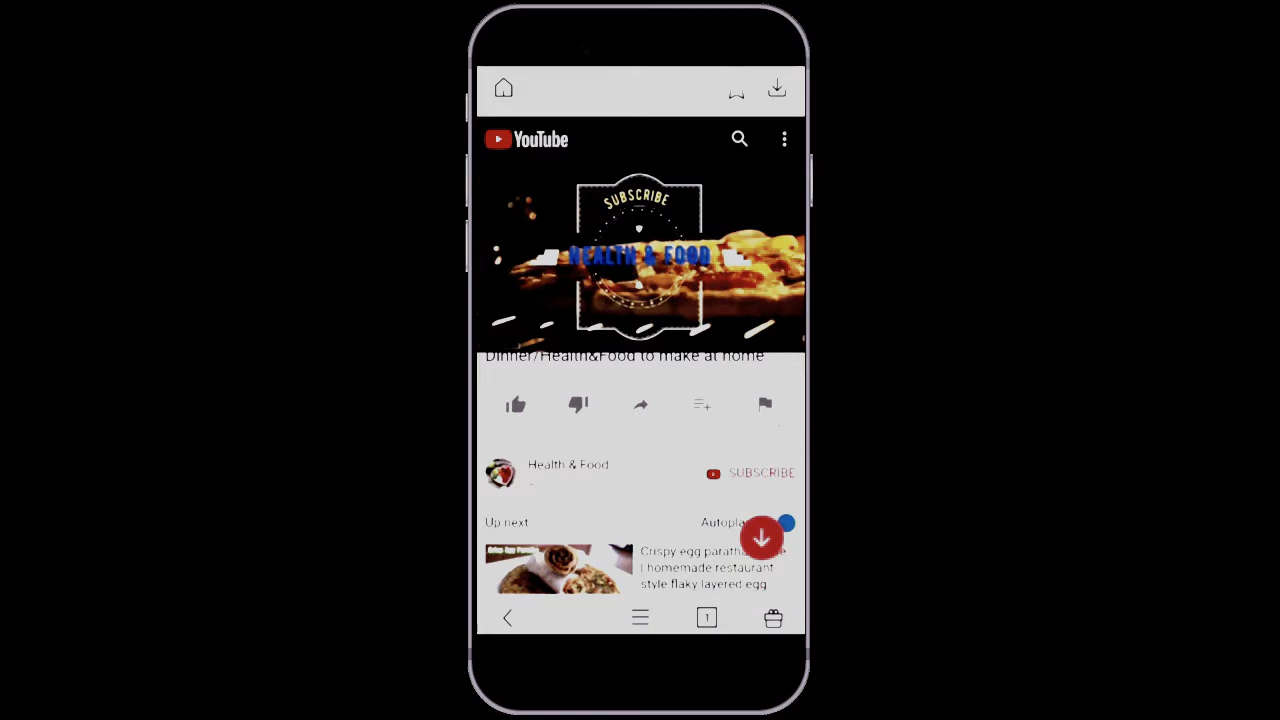 YouTube
SUBSCRIBE
HEALTH & FOOD
Dinner/Health&Food to make at home
Health & Food
SUBSCRIBE
Up next
Crispy egg
| homemade restaurant
style flaky layered egg
1